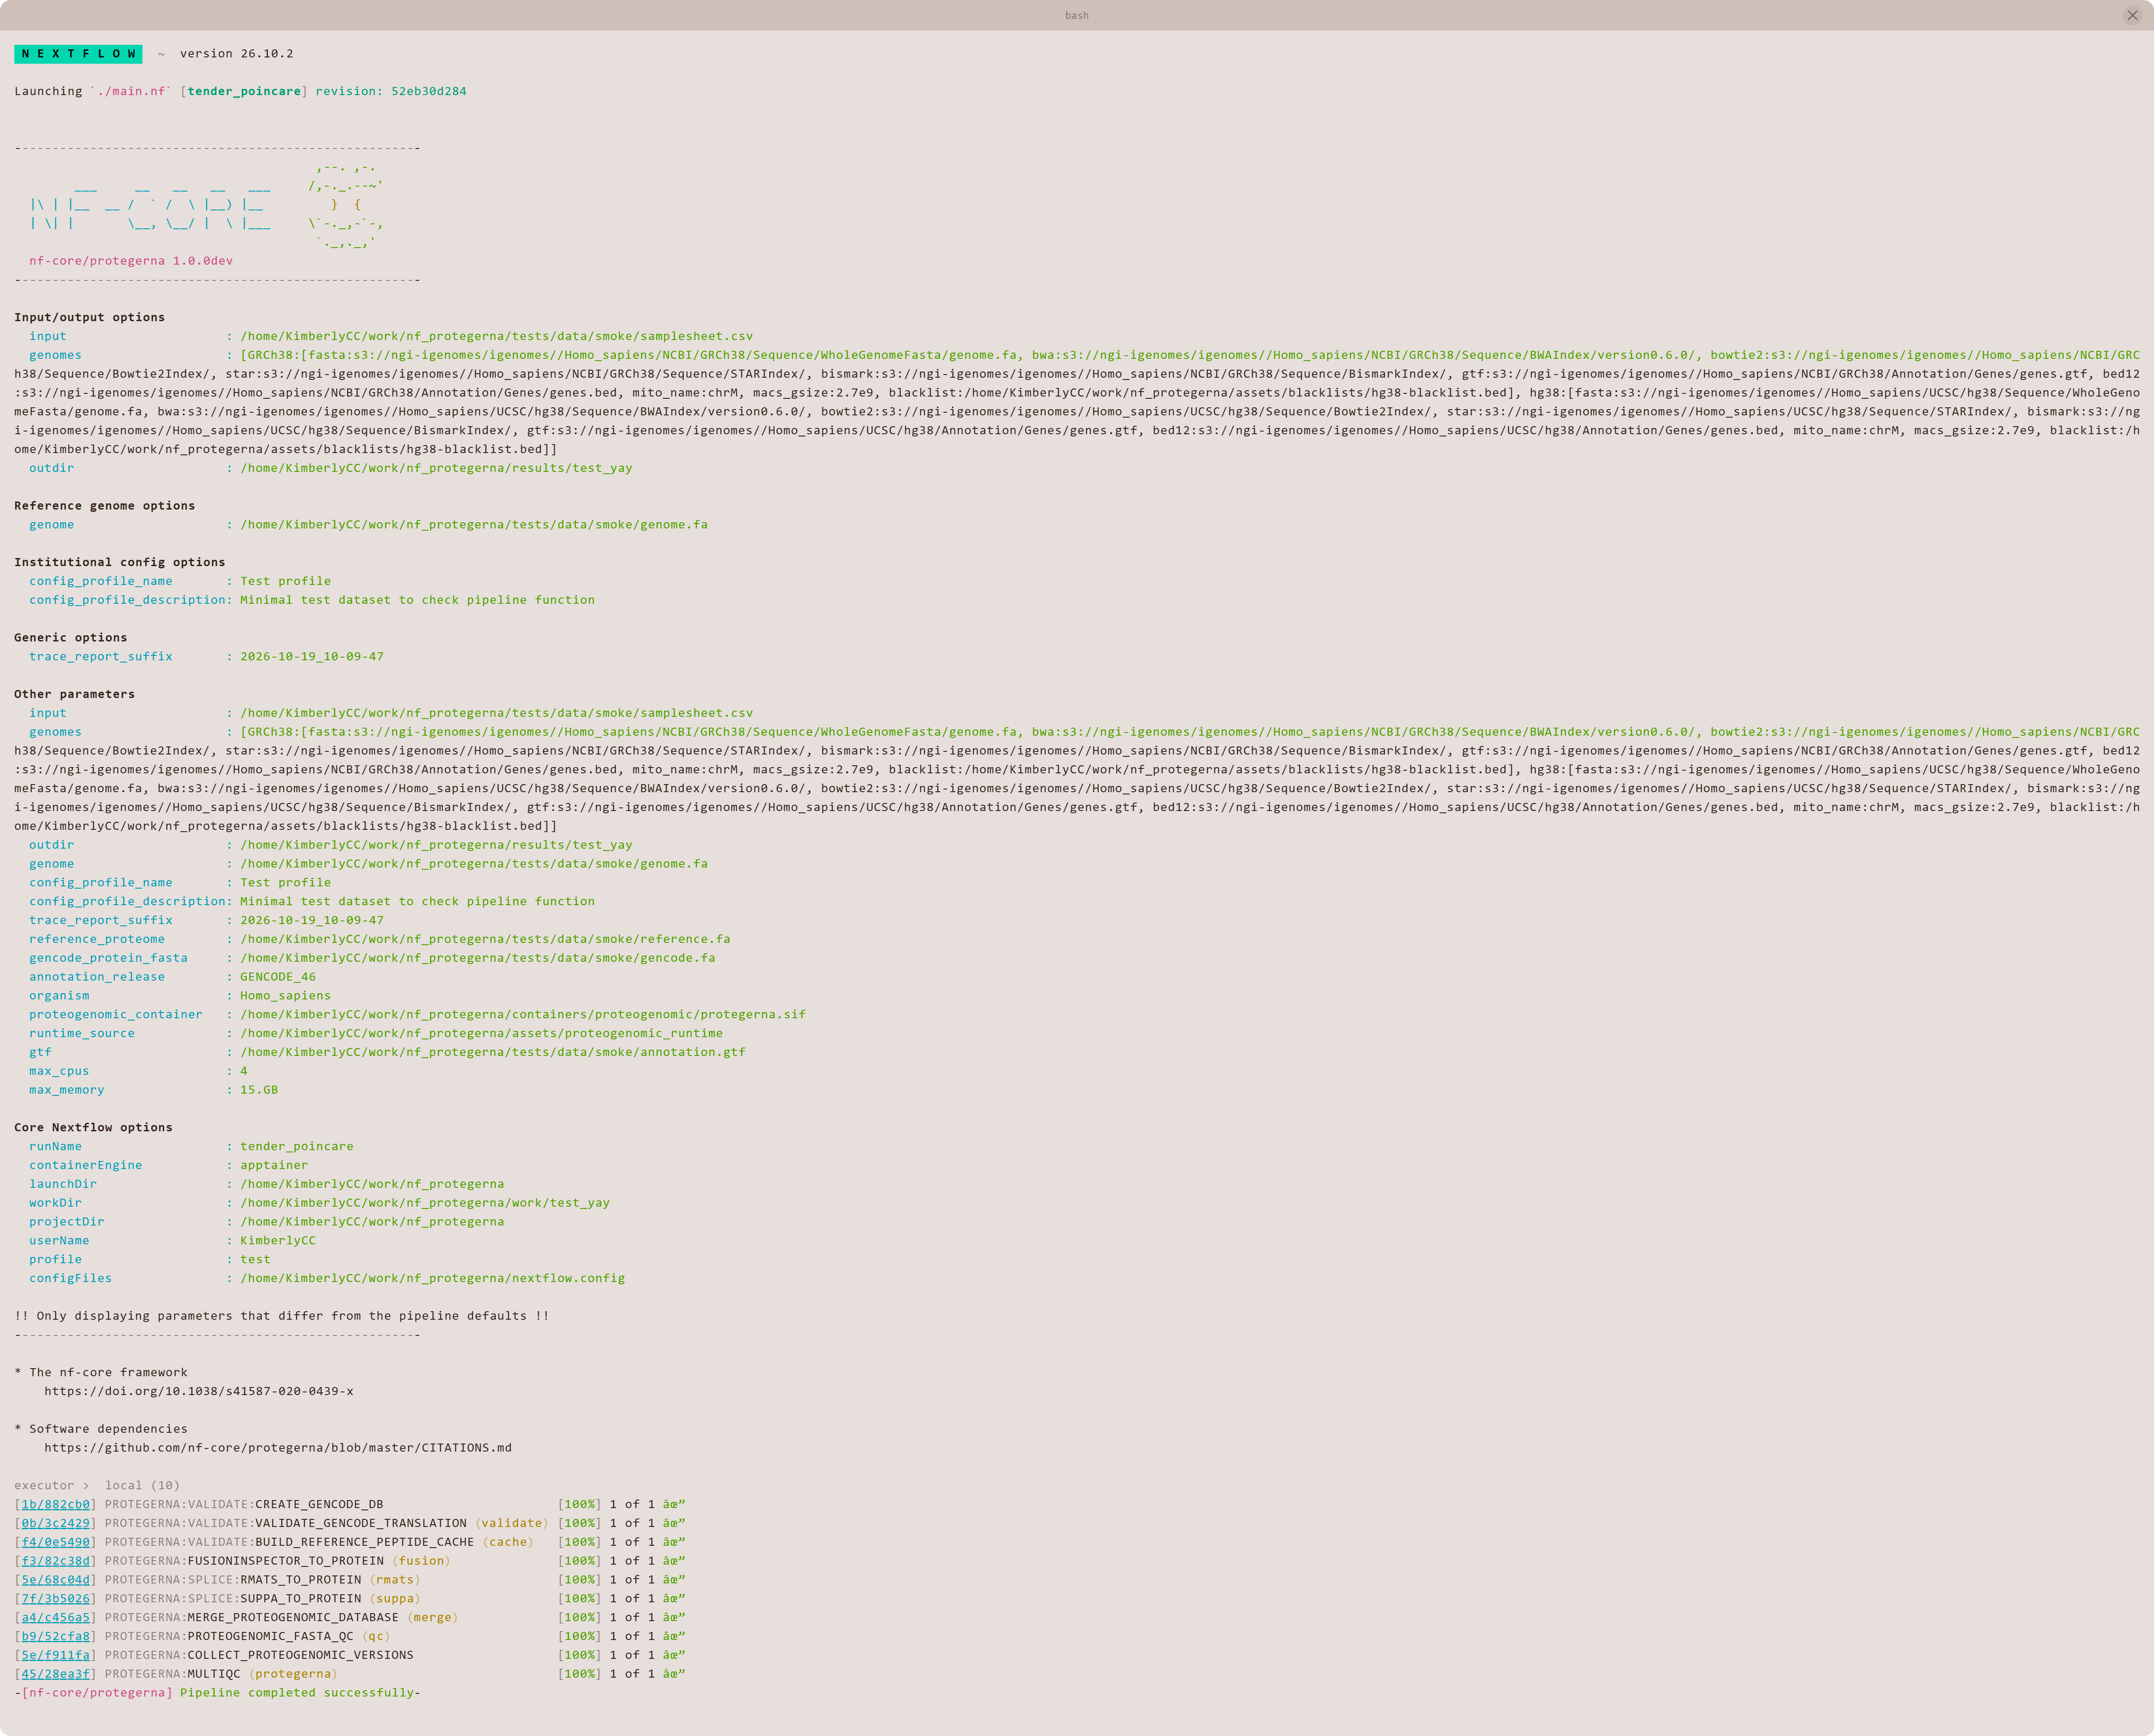 bash
N E X T F L O W  ~  version 26.10.2
Launching `./main.nf` [tender_poincare] revision: 52eb30d284
-----------------------------------------------------
                                        ,--. ,-.
        ___     __   __   __   ___     /,-._.--~'
  |\ | |__  __ /  ` /  \ |__) |__         }  {
  | \| |       \__, \__/ |  \ |___     \`-._,-`-,
                                        `._,._,'
  nf-core/protegerna 1.0.0dev
-----------------------------------------------------
Input/output options
  input                     : /home/KimberlyCC/work/nf_protegerna/tests/data/smoke/samplesheet.csv
  genomes                   : [GRCh38:[fasta:s3://ngi-igenomes/igenomes//Homo_sapiens/NCBI/GRCh38/Sequence/WholeGenomeFasta/genome.fa, bwa:s3://ngi-igenomes/igenomes//Homo_sapiens/NCBI/GRCh38/Sequence/BWAIndex/version0.6.0/, bowtie2:s3://ngi-igenomes/igenomes//Homo_sapiens/NCBI/GRC
h38/Sequence/Bowtie2Index/, star:s3://ngi-igenomes/igenomes//Homo_sapiens/NCBI/GRCh38/Sequence/STARIndex/, bismark:s3://ngi-igenomes/igenomes//Homo_sapiens/NCBI/GRCh38/Sequence/BismarkIndex/, gtf:s3://ngi-igenomes/igenomes//Homo_sapiens/NCBI/GRCh38/Annotation/Genes/genes.gtf, bed12
:s3://ngi-igenomes/igenomes//Homo_sapiens/NCBI/GRCh38/Annotation/Genes/genes.bed, mito_name:chrM, macs_gsize:2.7e9, blacklist:/home/KimberlyCC/work/nf_protegerna/assets/blacklists/hg38-blacklist.bed], hg38:[fasta:s3://ngi-igenomes/igenomes//Homo_sapiens/UCSC/hg38/Sequence/WholeGeno
meFasta/genome.fa, bwa:s3://ngi-igenomes/igenomes//Homo_sapiens/UCSC/hg38/Sequence/BWAIndex/version0.6.0/, bowtie2:s3://ngi-igenomes/igenomes//Homo_sapiens/UCSC/hg38/Sequence/Bowtie2Index/, star:s3://ngi-igenomes/igenomes//Homo_sapiens/UCSC/hg38/Sequence/STARIndex/, bismark:s3://ng
i-igenomes/igenomes//Homo_sapiens/UCSC/hg38/Sequence/BismarkIndex/, gtf:s3://ngi-igenomes/igenomes//Homo_sapiens/UCSC/hg38/Annotation/Genes/genes.gtf, bed12:s3://ngi-igenomes/igenomes//Homo_sapiens/UCSC/hg38/Annotation/Genes/genes.bed, mito_name:chrM, macs_gsize:2.7e9, blacklist:/h
ome/KimberlyCC/work/nf_protegerna/assets/blacklists/hg38-blacklist.bed]]
  outdir                    : /home/KimberlyCC/work/nf_protegerna/results/test_yay
Reference genome options
  genome                    : /home/KimberlyCC/work/nf_protegerna/tests/data/smoke/genome.fa
Institutional config options
  config_profile_name       : Test profile
  config_profile_description: Minimal test dataset to check pipeline function
Generic options
  trace_report_suffix       : 2026-10-19_10-09-47
Other parameters
  input                     : /home/KimberlyCC/work/nf_protegerna/tests/data/smoke/samplesheet.csv
  genomes                   : [GRCh38:[fasta:s3://ngi-igenomes/igenomes//Homo_sapiens/NCBI/GRCh38/Sequence/WholeGenomeFasta/genome.fa, bwa:s3://ngi-igenomes/igenomes//Homo_sapiens/NCBI/GRCh38/Sequence/BWAIndex/version0.6.0/, bowtie2:s3://ngi-igenomes/igenomes//Homo_sapiens/NCBI/GRC
h38/Sequence/Bowtie2Index/, star:s3://ngi-igenomes/igenomes//Homo_sapiens/NCBI/GRCh38/Sequence/STARIndex/, bismark:s3://ngi-igenomes/igenomes//Homo_sapiens/NCBI/GRCh38/Sequence/BismarkIndex/, gtf:s3://ngi-igenomes/igenomes//Homo_sapiens/NCBI/GRCh38/Annotation/Genes/genes.gtf, bed12
:s3://ngi-igenomes/igenomes//Homo_sapiens/NCBI/GRCh38/Annotation/Genes/genes.bed, mito_name:chrM, macs_gsize:2.7e9, blacklist:/home/KimberlyCC/work/nf_protegerna/assets/blacklists/hg38-blacklist.bed], hg38:[fasta:s3://ngi-igenomes/igenomes//Homo_sapiens/UCSC/hg38/Sequence/WholeGeno
meFasta/genome.fa, bwa:s3://ngi-igenomes/igenomes//Homo_sapiens/UCSC/hg38/Sequence/BWAIndex/version0.6.0/, bowtie2:s3://ngi-igenomes/igenomes//Homo_sapiens/UCSC/hg38/Sequence/Bowtie2Index/, star:s3://ngi-igenomes/igenomes//Homo_sapiens/UCSC/hg38/Sequence/STARIndex/, bismark:s3://ng
i-igenomes/igenomes//Homo_sapiens/UCSC/hg38/Sequence/BismarkIndex/, gtf:s3://ngi-igenomes/igenomes//Homo_sapiens/UCSC/hg38/Annotation/Genes/genes.gtf, bed12:s3://ngi-igenomes/igenomes//Homo_sapiens/UCSC/hg38/Annotation/Genes/genes.bed, mito_name:chrM, macs_gsize:2.7e9, blacklist:/h
ome/KimberlyCC/work/nf_protegerna/assets/blacklists/hg38-blacklist.bed]]
  outdir                    : /home/KimberlyCC/work/nf_protegerna/results/test_yay
  genome                    : /home/KimberlyCC/work/nf_protegerna/tests/data/smoke/genome.fa
  config_profile_name       : Test profile
  config_profile_description: Minimal test dataset to check pipeline function
  trace_report_suffix       : 2026-10-19_10-09-47
  reference_proteome        : /home/KimberlyCC/work/nf_protegerna/tests/data/smoke/reference.fa
  gencode_protein_fasta     : /home/KimberlyCC/work/nf_protegerna/tests/data/smoke/gencode.fa
  annotation_release        : GENCODE_46
  organism                  : Homo_sapiens
  proteogenomic_container   : /home/KimberlyCC/work/nf_protegerna/containers/proteogenomic/protegerna.sif
  runtime_source            : /home/KimberlyCC/work/nf_protegerna/assets/proteogenomic_runtime
  gtf                       : /home/KimberlyCC/work/nf_protegerna/tests/data/smoke/annotation.gtf
  max_cpus                  : 4
  max_memory                : 15.GB
Core Nextflow options
  runName                   : tender_poincare
  containerEngine           : apptainer
  launchDir                 : /home/KimberlyCC/work/nf_protegerna
  workDir                   : /home/KimberlyCC/work/nf_protegerna/work/test_yay
  projectDir                : /home/KimberlyCC/work/nf_protegerna
  userName                  : KimberlyCC
  profile                   : test
  configFiles               : /home/KimberlyCC/work/nf_protegerna/nextflow.config
!! Only displaying parameters that differ from the pipeline defaults !!
-----------------------------------------------------
* The nf-core framework
    https://doi.org/10.1038/s41587-020-0439-x
* Software dependencies
    https://github.com/nf-core/protegerna/blob/master/CITATIONS.md
executor >  local (10)
[1b/882cb0] PROTEGERNA:VALIDATE:CREATE_GENCODE_DB                       [100%] 1 of 1 âœ”
[0b/3c2429] PROTEGERNA:VALIDATE:VALIDATE_GENCODE_TRANSLATION (validate) [100%] 1 of 1 âœ”
[f4/0e5490] PROTEGERNA:VALIDATE:BUILD_REFERENCE_PEPTIDE_CACHE (cache)   [100%] 1 of 1 âœ”
[f3/82c38d] PROTEGERNA:FUSIONINSPECTOR_TO_PROTEIN (fusion)              [100%] 1 of 1 âœ”
[5e/68c04d] PROTEGERNA:SPLICE:RMATS_TO_PROTEIN (rmats)                  [100%] 1 of 1 âœ”
[7f/3b5026] PROTEGERNA:SPLICE:SUPPA_TO_PROTEIN (suppa)                  [100%] 1 of 1 âœ”
[a4/c456a5] PROTEGERNA:MERGE_PROTEOGENOMIC_DATABASE (merge)             [100%] 1 of 1 âœ”
[b9/52cfa8] PROTEGERNA:PROTEOGENOMIC_FASTA_QC (qc)                      [100%] 1 of 1 âœ”
[5e/f911fa] PROTEGERNA:COLLECT_PROTEOGENOMIC_VERSIONS                   [100%] 1 of 1 âœ”
[45/28ea3f] PROTEGERNA:MULTIQC (protegerna)                             [100%] 1 of 1 âœ”
-[nf-core/protegerna] Pipeline completed successfully-